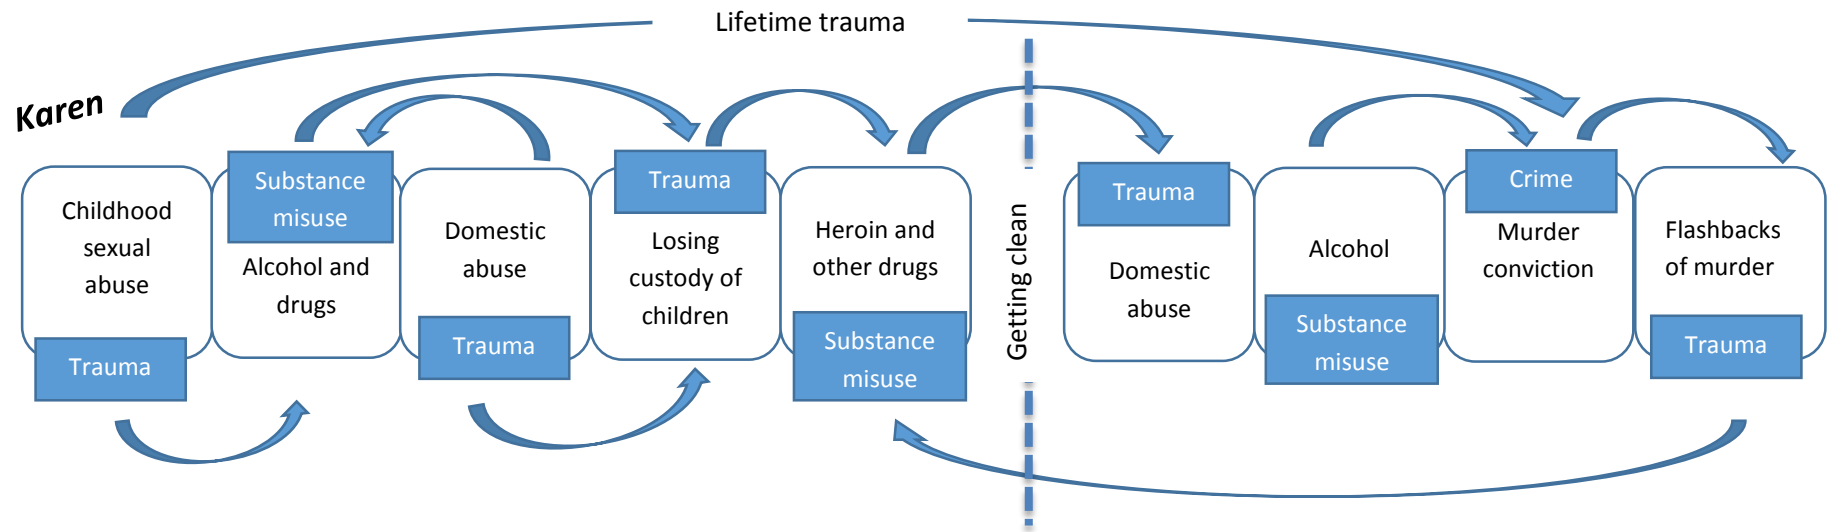 Lifetime trauma
Karen
Childhood
sexual
abuse
Trauma
Substance
misuse
Alcohol and
drugs
Domestic
abuse
Trauma
Trauma
Losing
custody of
children
Heroin and
other drugs
Substance
misuse
Getting clean
Trauma
Domestic
abuse
Alcohol
Substance
misuse
Crime
Murder
conviction
Flashbacks
of murder
Trauma